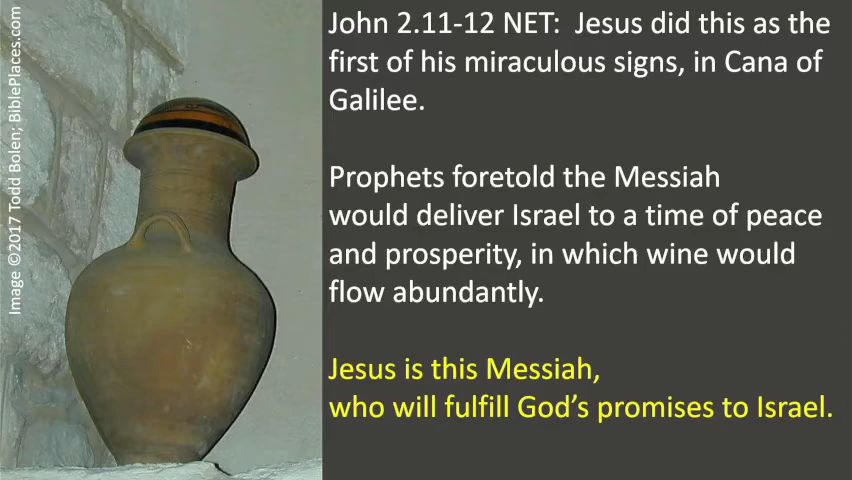 Image ©2017 Todd Bolen; BiblePlaces.com
John 2.11-12 NET:  Jesus did this as the
first of his miraculous signs, in Cana of
Galilee.
Prophets foretold the Messiah
would deliver Israel to a time of peace
and prosperity, in which wine would
flow abundantly.
Jesus is this Messiah,
who will fulfill God’s promises to Israel.